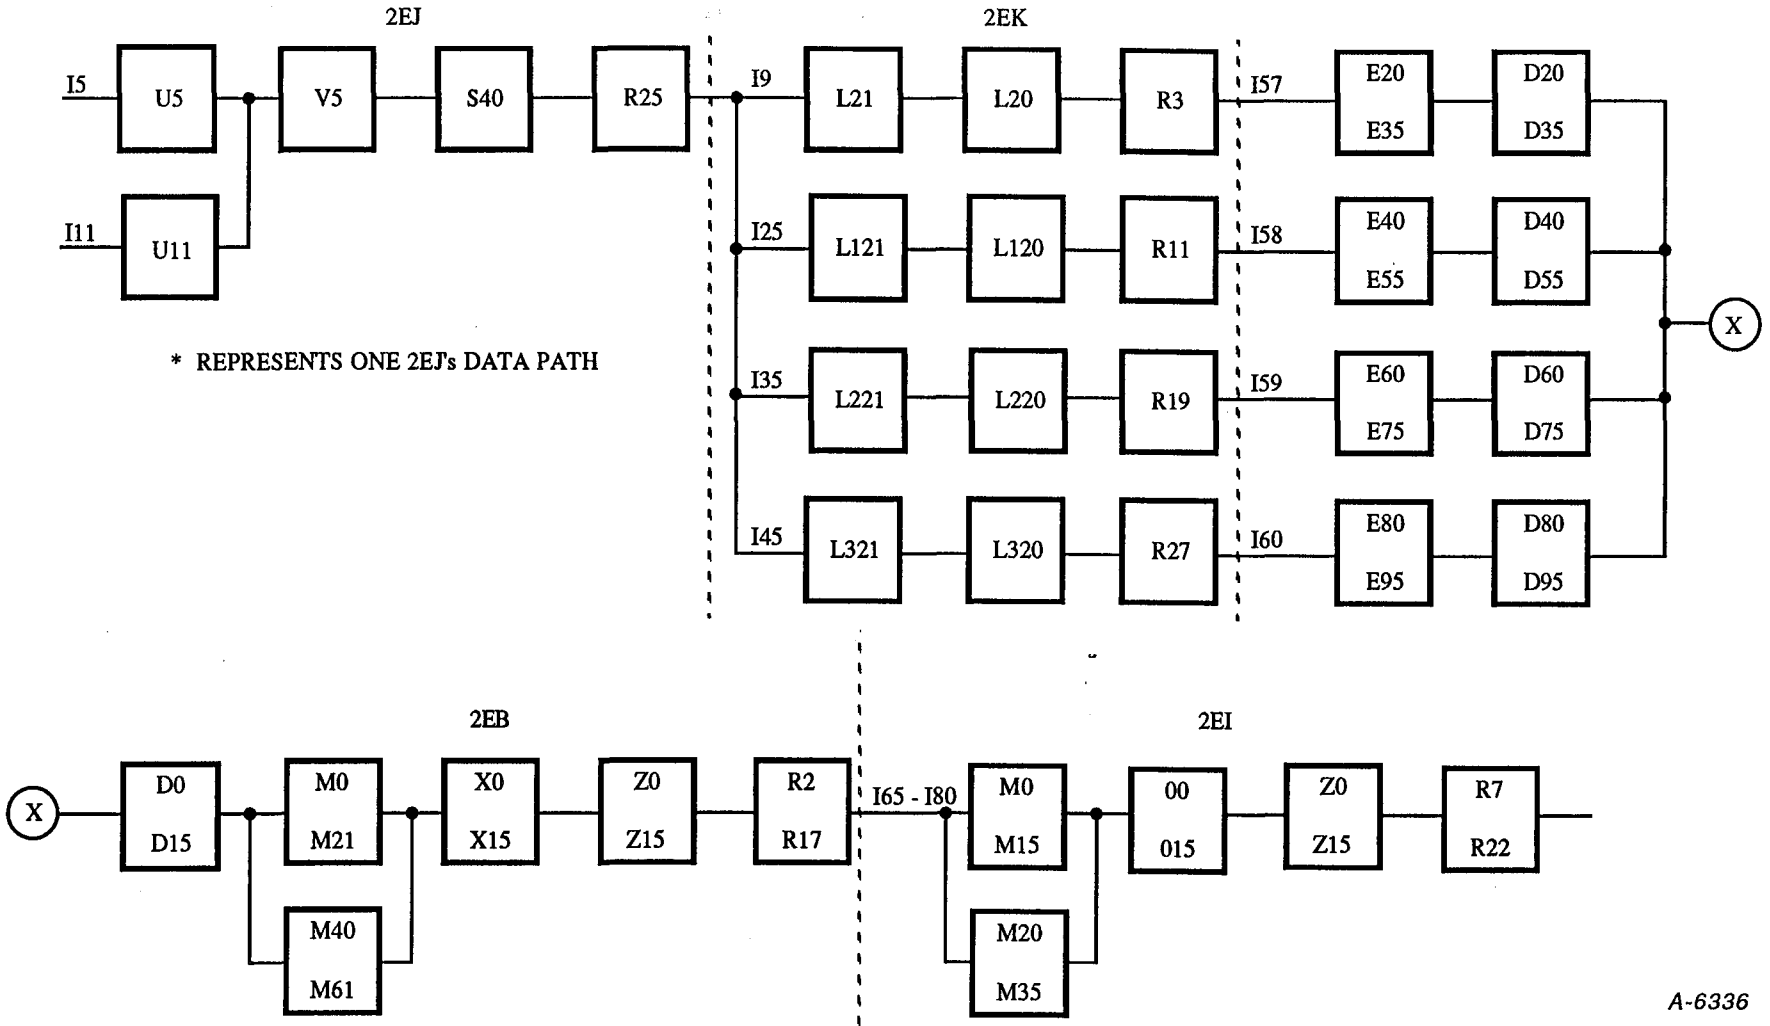 2EJ
2EK
I5
U5
V5
S40
R25
I9
L21
L20
R3
I57
E20
E35
D20
D35
I11
U11
I25
L121
L120
R11
I58
E40
E55
D40
D55
X
* REPRESENTS ONE 2EJ's DATA PATH
I35
L221
L220
R19
I59
E60
E75
D60
D75
I45
L321
L320
R27
I60
E80
E95
D80
D95
2EB
2EI
X
D0
D15
M0
M21
X0
X15
Z0
Z15
R2
R17
I65 - I80
M0
M15
00
015
Z0
Z15
R7
R22
M40
M61
M20
M35
A-6336